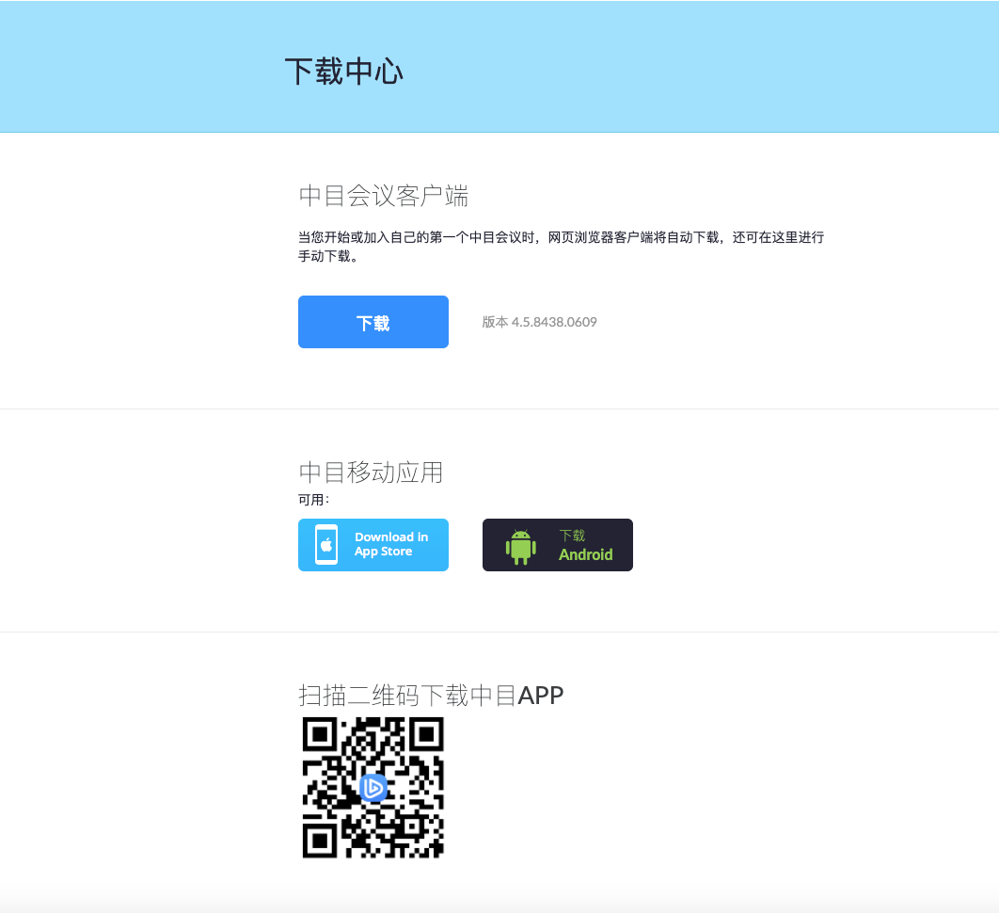 下载中心
中目会议客户端
当您开始或加入自己的第一个中目会议时，网页浏览器客户端将自动下载，还可在这里进行
手动下载。
下载
版本 4.5.8438.0609
中目移动应用
可用：
Download in
App Store
下载
Android
扫描二维码下载中目APP